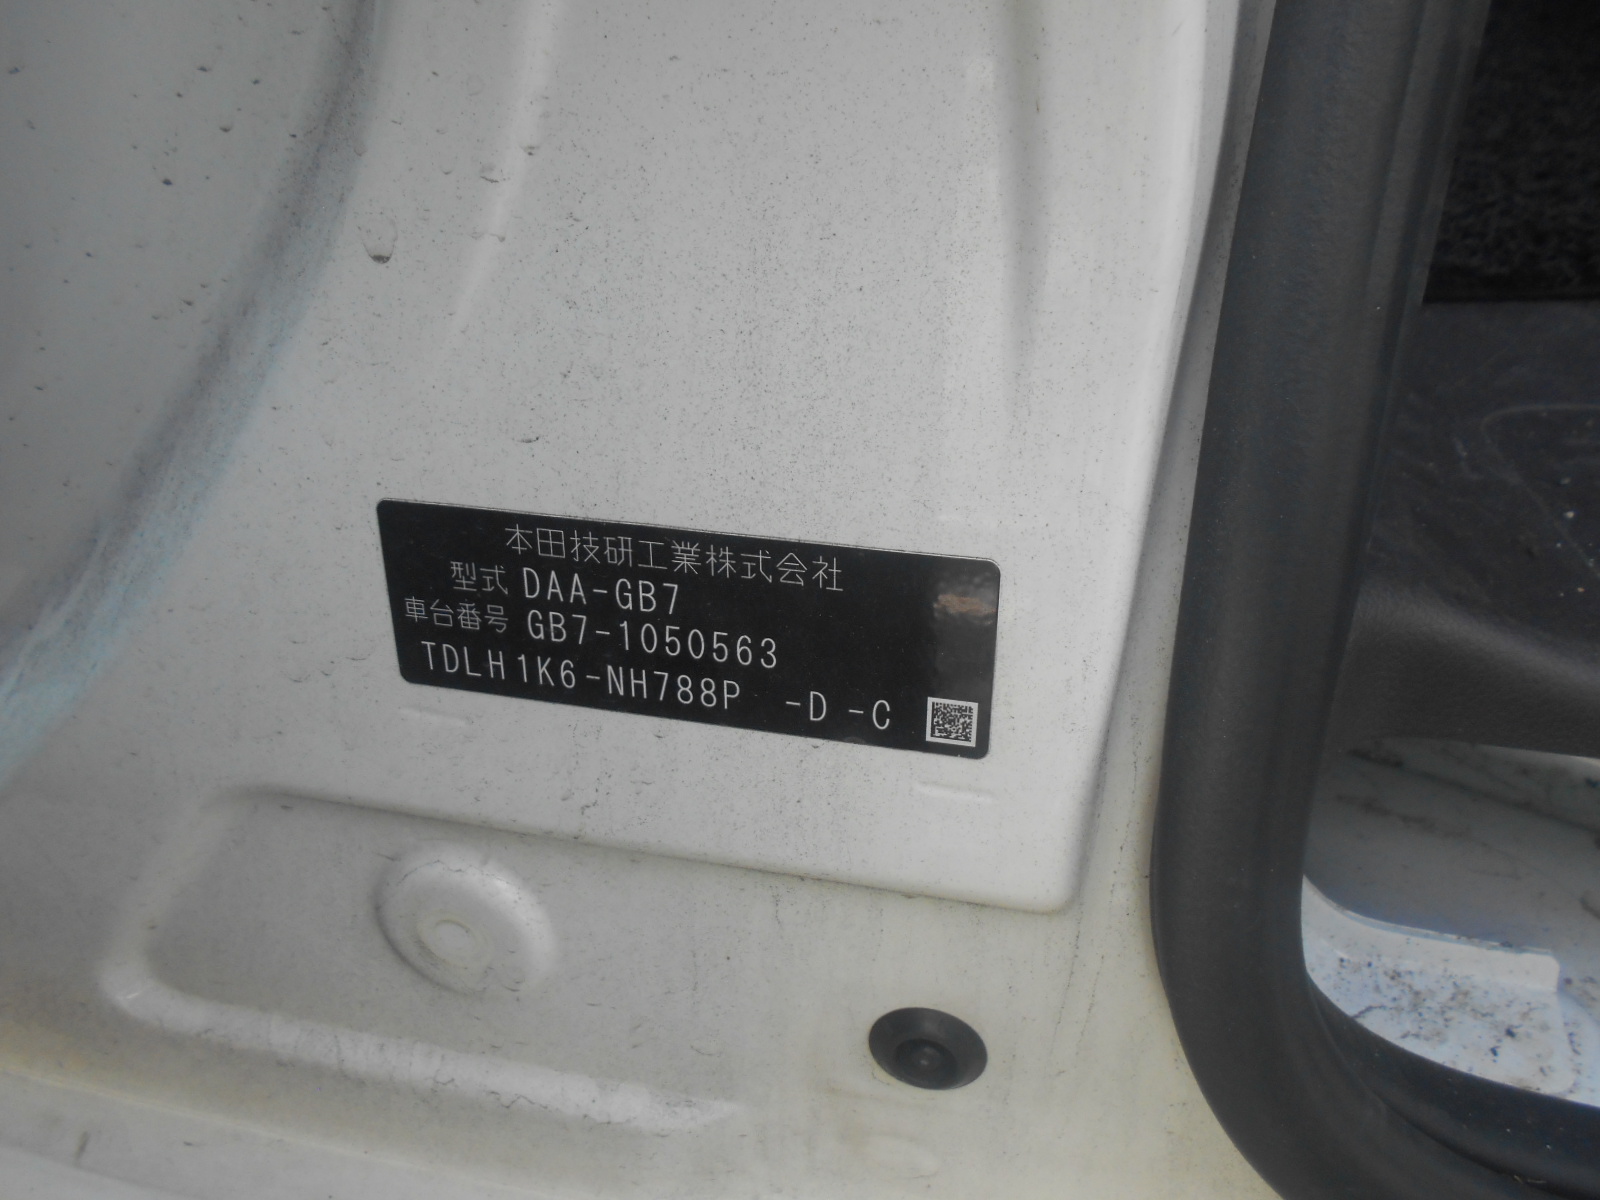 本田技研工業株式会社
型式 DAA-GB7
車台番号 GB7-1050563
TDLH1K6-NH788P -D -C